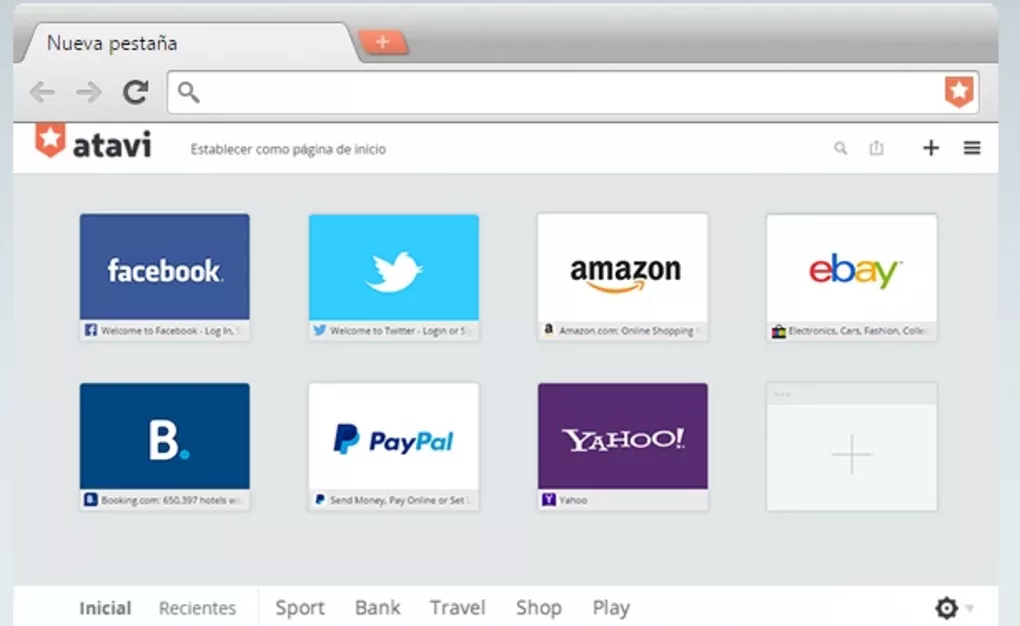 Nueva pestaña
atavi
Establecer como página de inicio
facebook.
Welcome to Facebook - Log In,
Welcome to Twitter - Login or
amazon
Amazon.com: Online Shopping
ebay
Electronics, Cars, Fashion,
B.
Booking.com: 650,397 hotels
PayPal
Send Money, Pay Online or Set
YAHOO!
Yahoo
Inicial
Recientes
Sport
Bank
Travel
Shop
Play